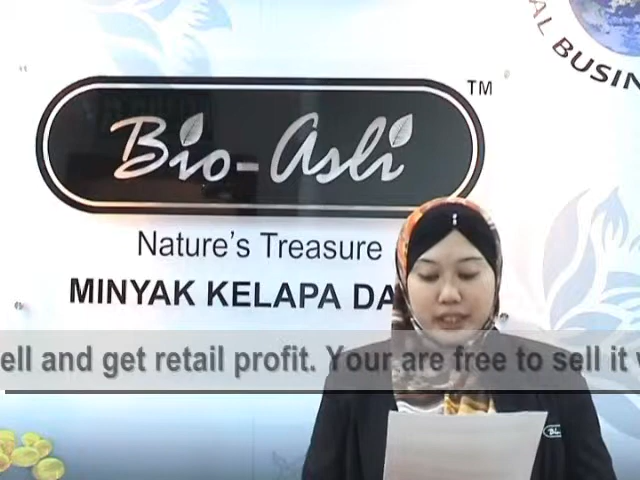 AL BUSIN
Bio-Asli TM
Nature's Treasure
MINYAK KELAPA DA
ell and get retail profit. Your are free to sell it
Bio